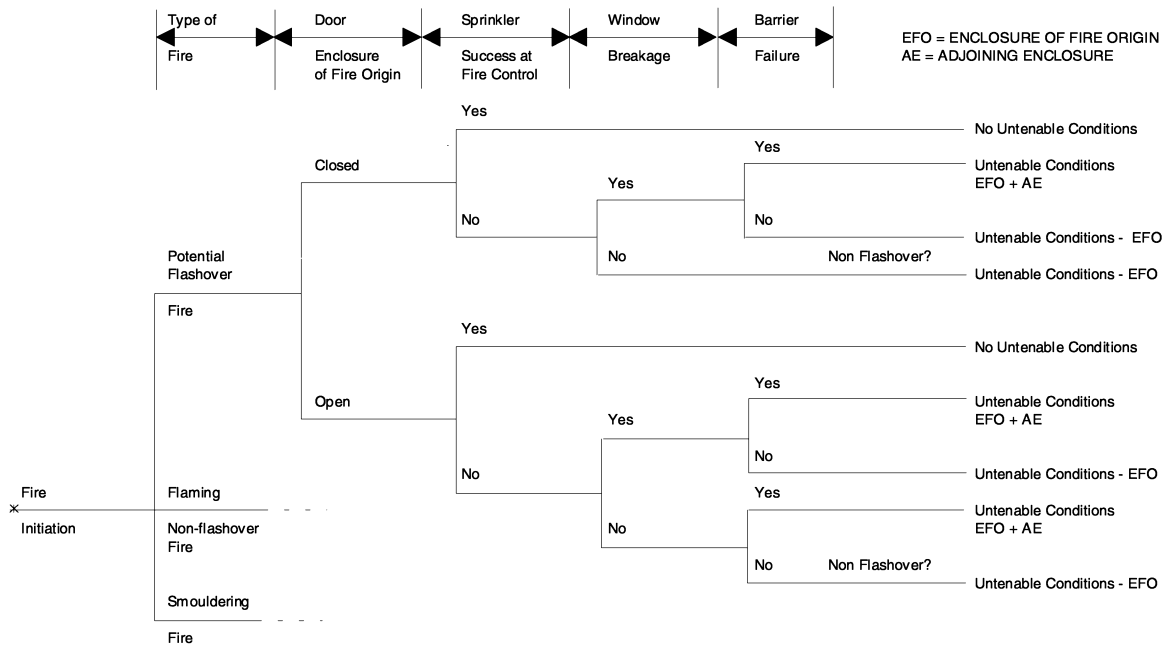 Type of
Door
Sprinkler
Window
Barrier
EFO = ENCLOSURE OF FIRE ORIGIN
Fire
Enclosure
Success at
Breakage
Failure
AE = ADJOINING ENCLOSURE
of Fire Origin
Fire Control
Yes
No Untenable Conditions
Yes
Closed
Untenable Conditions
Yes
EFO + AE
No
No
Untenable Conditions - EFO
Potential
No
Non Flashover?
Flashover
Untenable Conditions - EFO
Fire
Yes
No Untenable Conditions
Yes
Open
Untenable Conditions
Yes
EFO + AE
No
No
Untenable Conditions - EFO
Fire
Flaming
Yes
Untenable Conditions
Initiation
Non-flashover
No
EFO + AE
Fire
No
Non Flashover?
Untenable Conditions - EFO
Smouldering
Fire